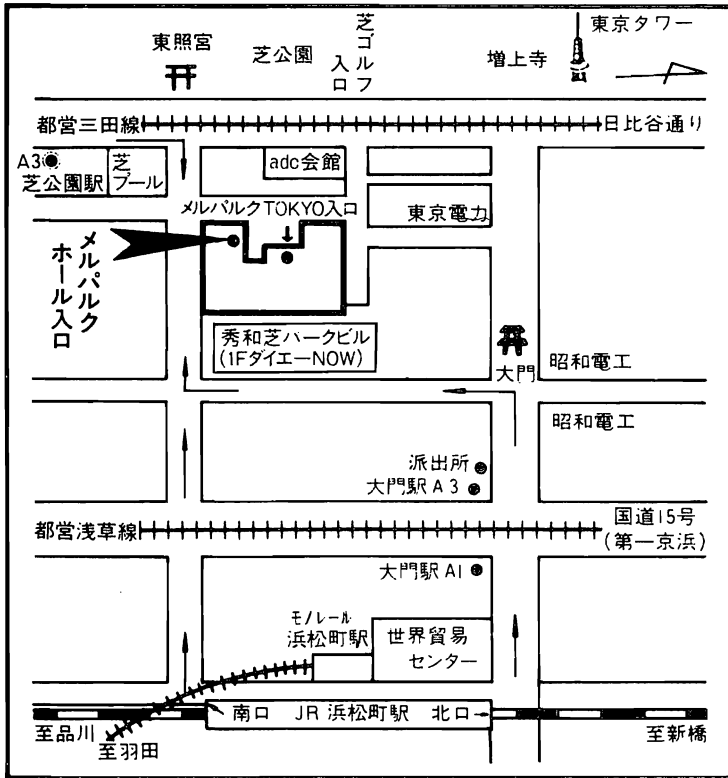 東京タワー
東照宮
芝公園
芝ゴルフ
入口
増上寺
都営三田線
日比谷通り
A3
芝公園駅
芝
プール
adc会館
メルパルクTOKYO入口
東京電力
メルパルク
ホール入口
秀和芝パークビル
(1FダイエーNOW)
大門
昭和電工
昭和電工
派出所
大門駅A3
都営浅草線
国道15号
(第一京浜)
大門駅A1
モノレール
浜松町駅
世界貿易
センター
南口 JR浜松町駅 北口
至品川
至羽田
至新橋